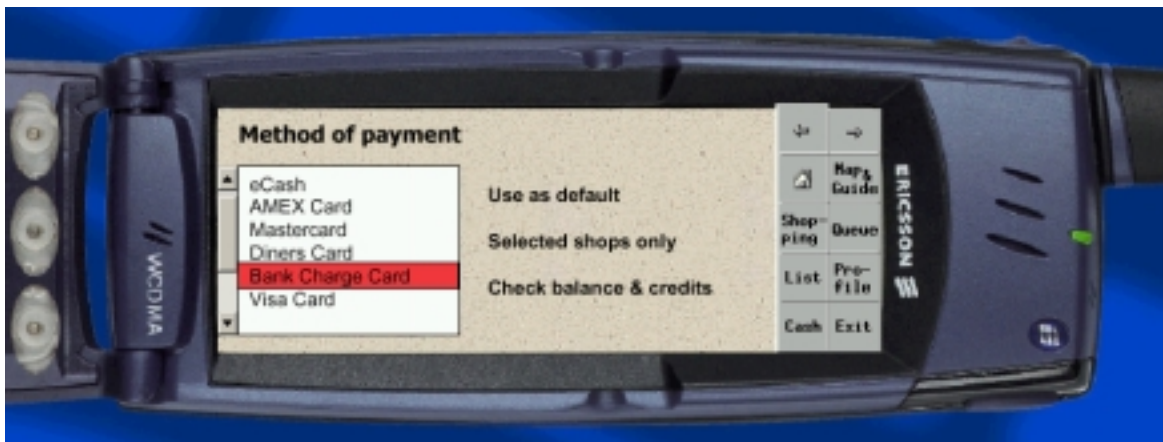 Method of payment
eCash
AMEX Card
Mastercard
Diners Card
Bank Charge Card
Visa Card
Use as default
Selected shops only
Check balance & credits
Map&
Guide
Shop-
ping
Queue
List
Pro-
file
Cash
Exit
ERICSSON
WCDMA